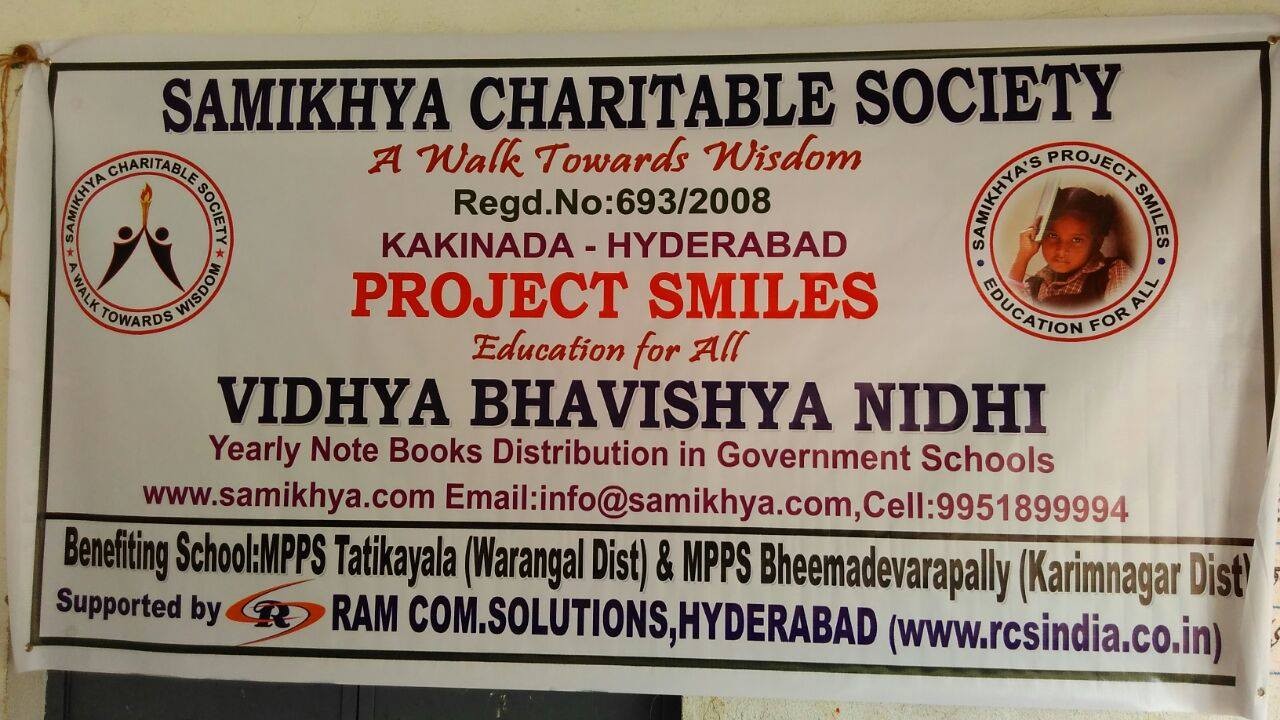 SAMIKHYA CHARITABLE SOCIETY
A Walk Towards Wisdom
Regd.No:693/2008
KAKINADA - HYDERABAD
PROJECT SMILES
Education for All
VIDHYA BHAVISHYA NIDHI
Yearly Note Books Distribution in Government Schools
www.samikhya.com Email:info@samikhya.com,Cell:9951899994
SAMIKHYA CHARITABLE SOCIETY
A WALK TOWARDS WISDOM
SAMIKHYA'S PROJECT SMILES
EDUCATION FOR ALL
Benefiting School:MPPS Tatikayala (Warangal Dist) & MPPS Bheemadevarapally (Karimnagar Dist)
Supported by R RAM COM.SOLUTIONS,HYDERABAD (www.rcsindia.co.in)